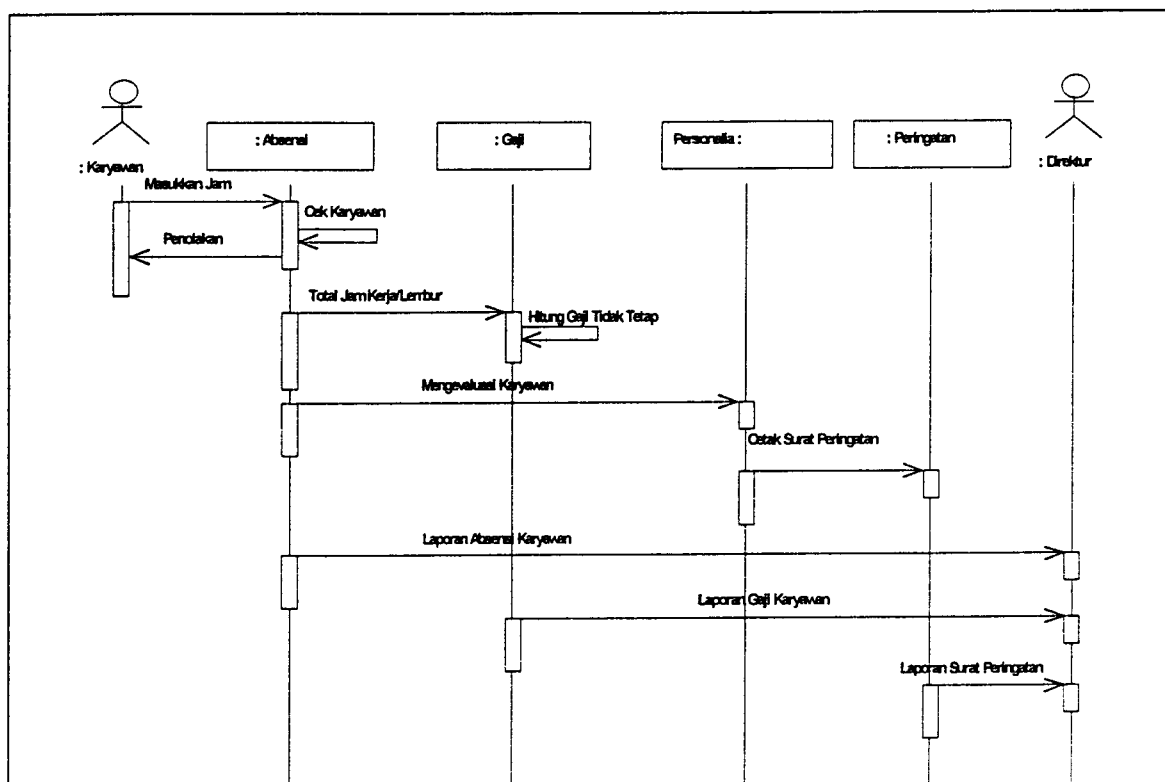 : Absensi
: Gaji
Personalia :
: Peringatan
: Karyawan
: Direktur
Masukkan Jam
Cek Karyawan
Penolakan
Total Jam Kerja/Lembur
Hitung Gaji Tidak Tetap
Mengevaluasi Karyawan
Cetak Surat Peringatan
Laporan Absensi Karyawan
Laporan Gaji Karyawan
Laporan Surat Peringatan